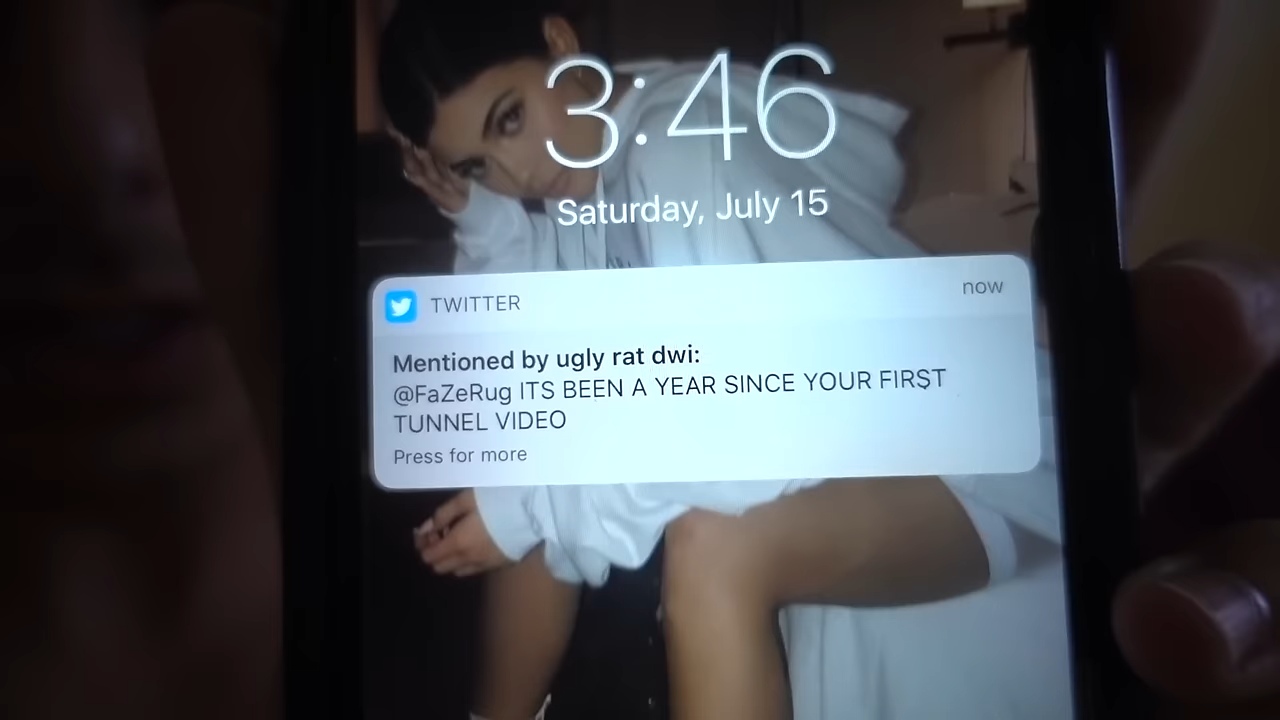 3:46
Saturday, July 15
TWITTER
now
Mentioned by ugly rat dwi:
@FaZeRug ITS BEEN A YEAR SINCE YOUR FIRST
TUNNEL VIDEO
Press for more